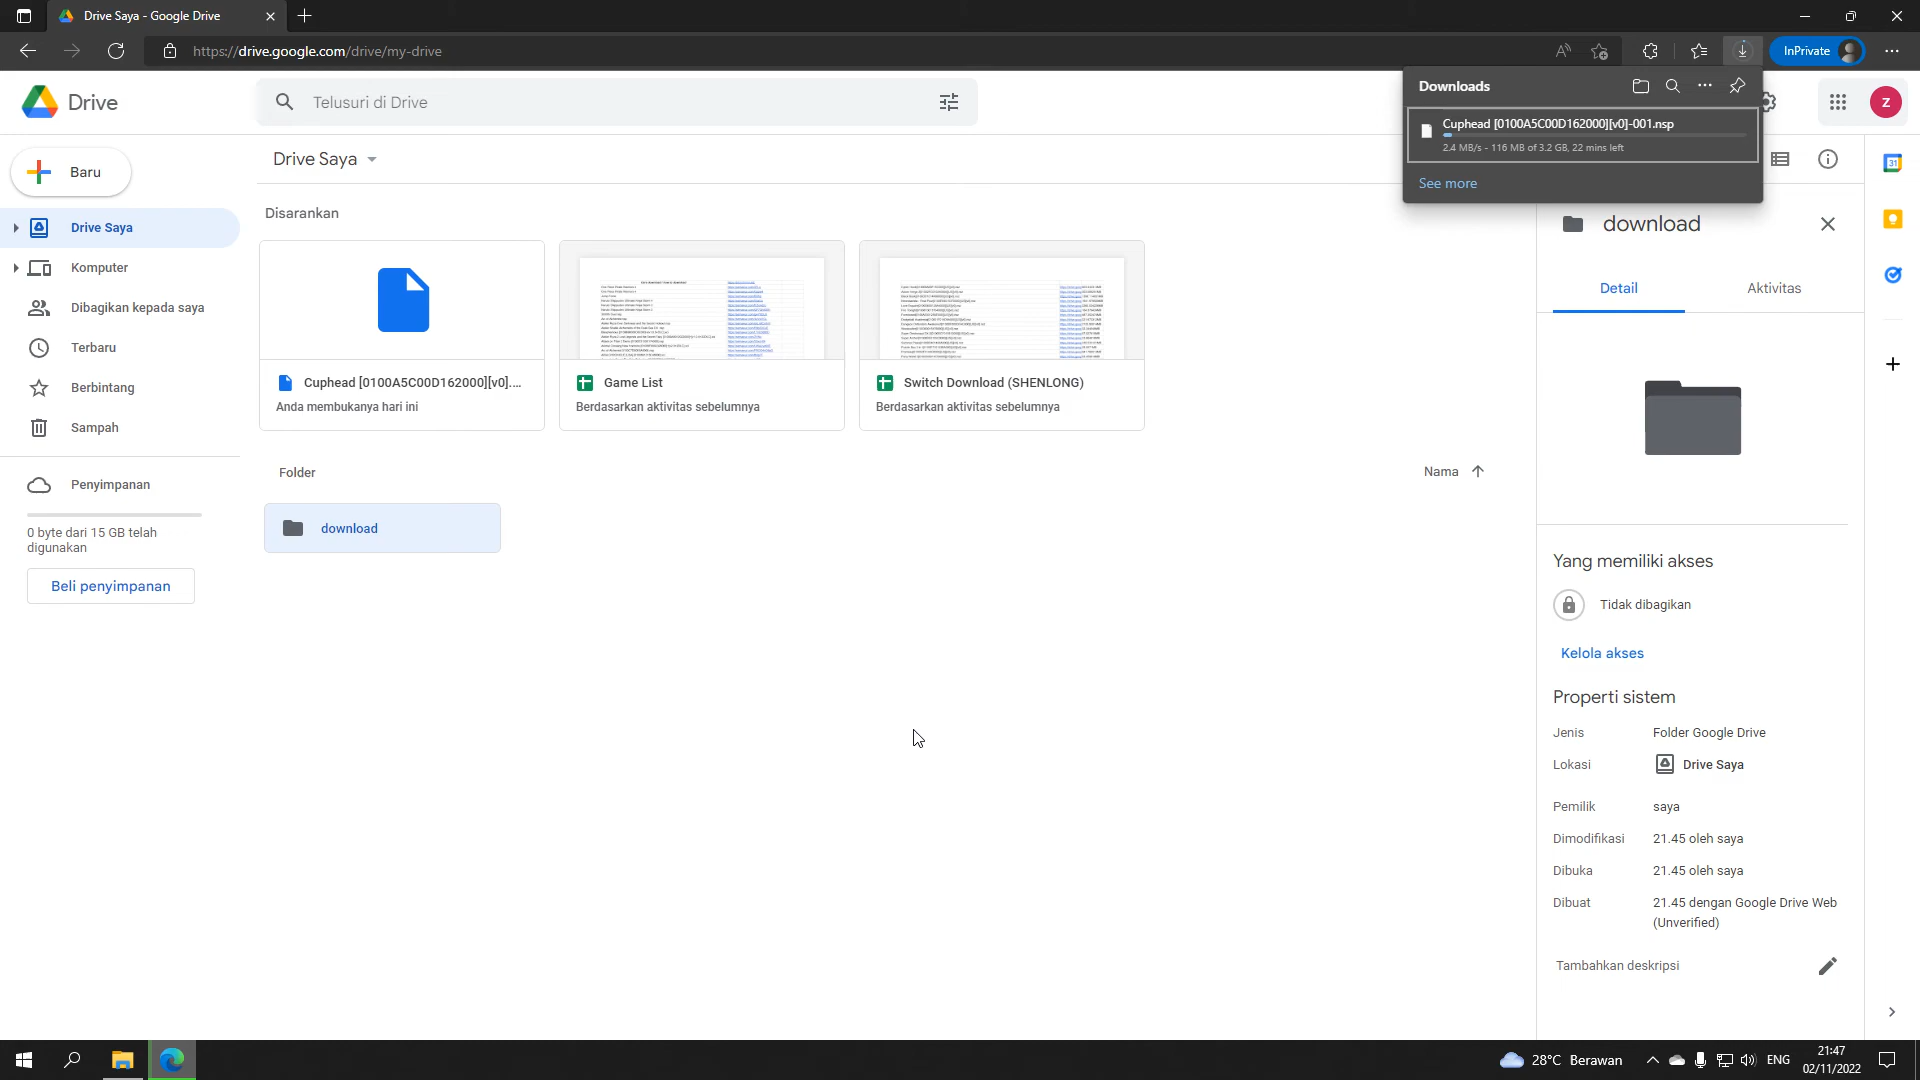 Drive Saya - Google Drive
https://drive.google.com/drive/my-drive
InPrivate
Drive
Telusuri di Drive
Z
Downloads
Cuphead [0100A5C00D162000][v0]-001.nsp
2.4 MB/s - 116 MB of 3.2 GB, 22 mins left
See more
Baru
Drive Saya
Komputer
Dibagikan kepada saya
Terbaru
Berbintang
Sampah
Penyimpanan
0 byte dari 15 GB telah
digunakan
Beli penyimpanan
Drive Saya
Disarankan
Cuphead [0100A5C00D162000][v0]....
Anda membukanya hari ini
Game List
Berdasarkan aktivitas sebelumnya
Switch Download (SHENLONG)
Berdasarkan aktivitas sebelumnya
Folder
Nama
download
download
Detail
Aktivitas
Yang memiliki akses
Tidak dibagikan
Kelola akses
Properti sistem
Jenis Folder Google Drive
Lokasi Drive Saya
Pemilik saya
Dimodifikasi 21.45 oleh saya
Dibuka 21.45 oleh saya
Dibuat 21.45 dengan Google Drive Web
(Unverified)
Tambahkan deskripsi
31
28°C Berawan
ENG
21:47
02/11/2022